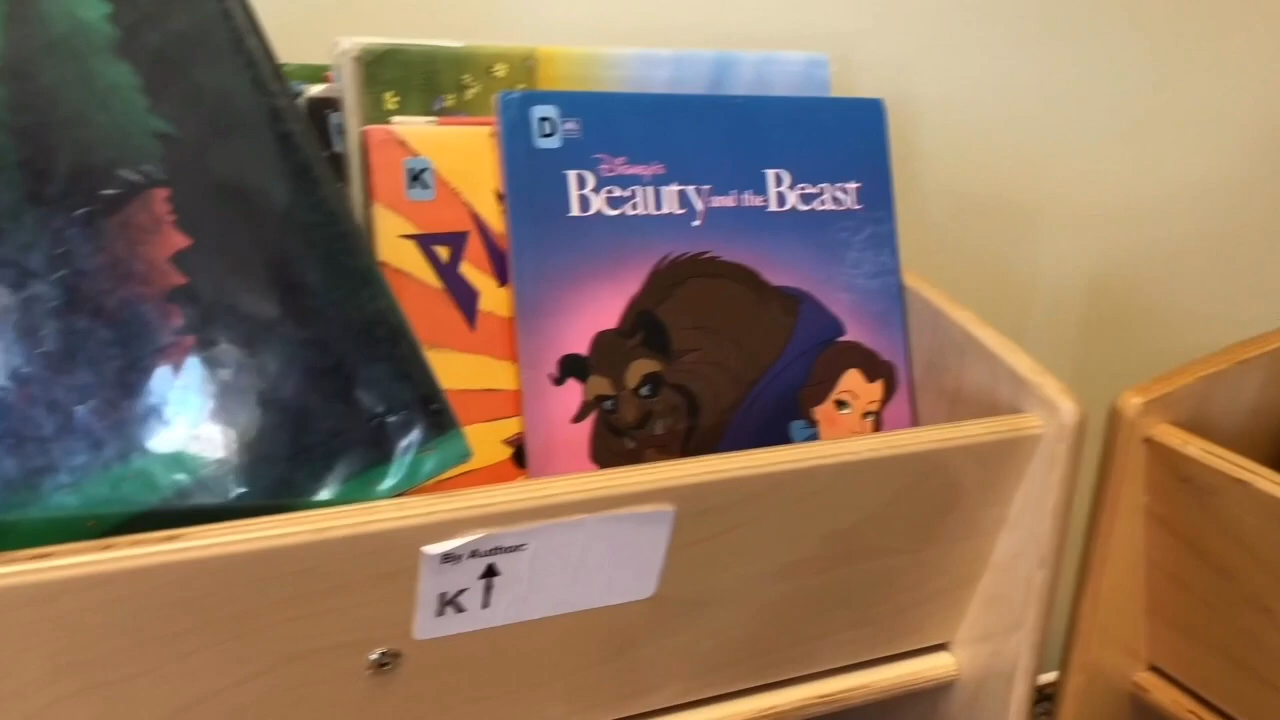 D
Disney's
Beauty and the Beast
K
By Author:
K↑